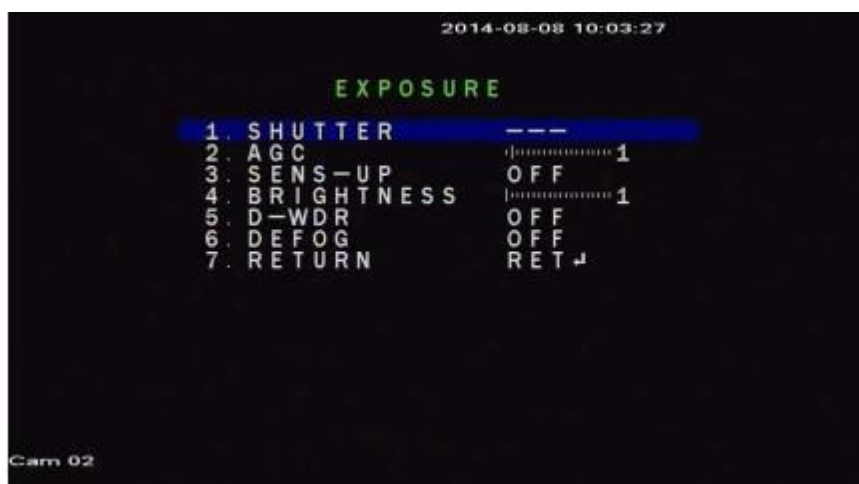 2014-08-08 10:03:27
EXPOSURE
1. SHUTTER ---
2. AGC 1
3. SENS-UP OFF
4. BRIGHTNESS 1
5. D-WDR OFF
6. DEFOG OFF
7. RETURN RET↵
Cam 02